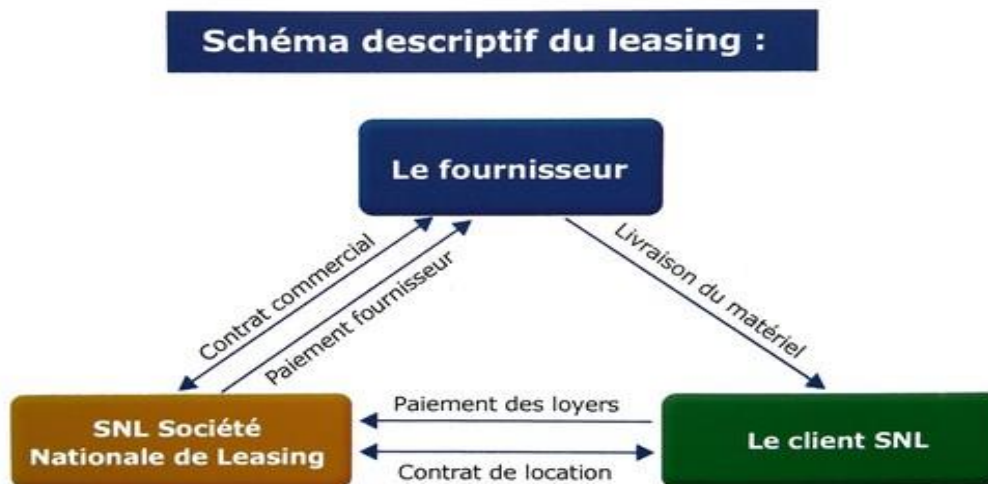 Schéma descriptif du leasing :
Le fournisseur
Contrat commercial
Paiement fournisseur
Livraison du matériel
SNL Société
Nationale de Leasing
Paiement des loyers
Contrat de location
Le client SNL